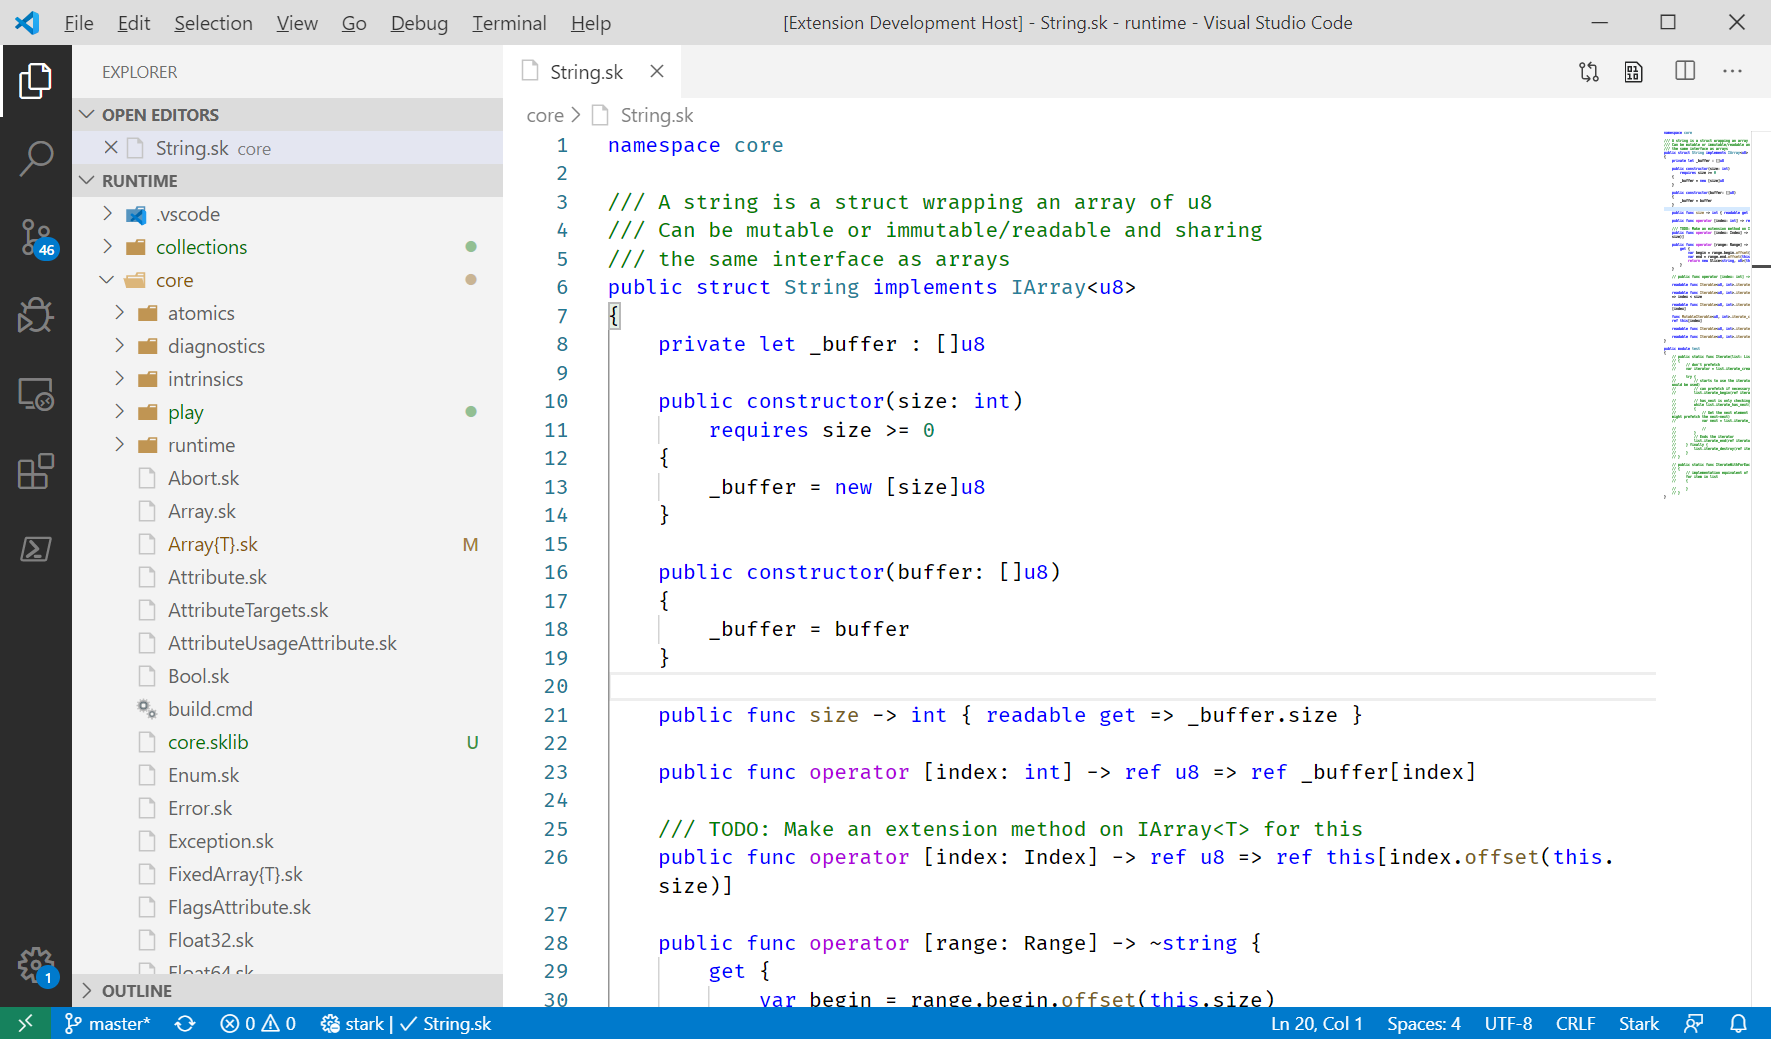 File Edit Selection View Go Debug Terminal Help
[Extension Development Host] - String.sk - runtime - Visual Studio Code
EXPLORER
OPEN EDITORS
String.sk core
RUNTIME
.vscode
collections
core
atomics
diagnostics
intrinsics
play
runtime
Abort.sk
Array.sk
Array{T}.sk M
Attribute.sk
AttributeTargets.sk
AttributeUsageAttribute.sk
Bool.sk
build.cmd
core.sklib U
Enum.sk
Error.sk
Exception.sk
FixedArray{T}.sk
FlagsAttribute.sk
Float32.sk
Float64.sk
OUTLINE
46
1
String.sk
core > String.sk
1 namespace core
2
3 /// A string is a struct wrapping an array of u8
4 /// Can be mutable or immutable/readable and sharing
5 /// the same interface as arrays
6 public struct String implements IArray<u8>
7 {
8 private let _buffer : []u8
9
10 public constructor(size: int)
11 requires size >= 0
12 {
13 _buffer = new [size]u8
14 }
15
16 public constructor(buffer: []u8)
17 {
18 _buffer = buffer
19 }
20
21 public func size -> int { readable get => _buffer.size }
22
23 public func operator [index: int] -> ref u8 => ref _buffer[index]
24
25 /// TODO: Make an extension method on IArray<T> for this
26 public func operator [index: Index] -> ref u8 => ref this[index.offset(this.
size)]
27
28 public func operator [range: Range] -> ~string {
29 get {
30 var begin = range.begin.offset(this.size)
master* 0 0 stark | ✓ String.sk
Ln 20, Col 1 Spaces: 4 UTF-8 CRLF Stark